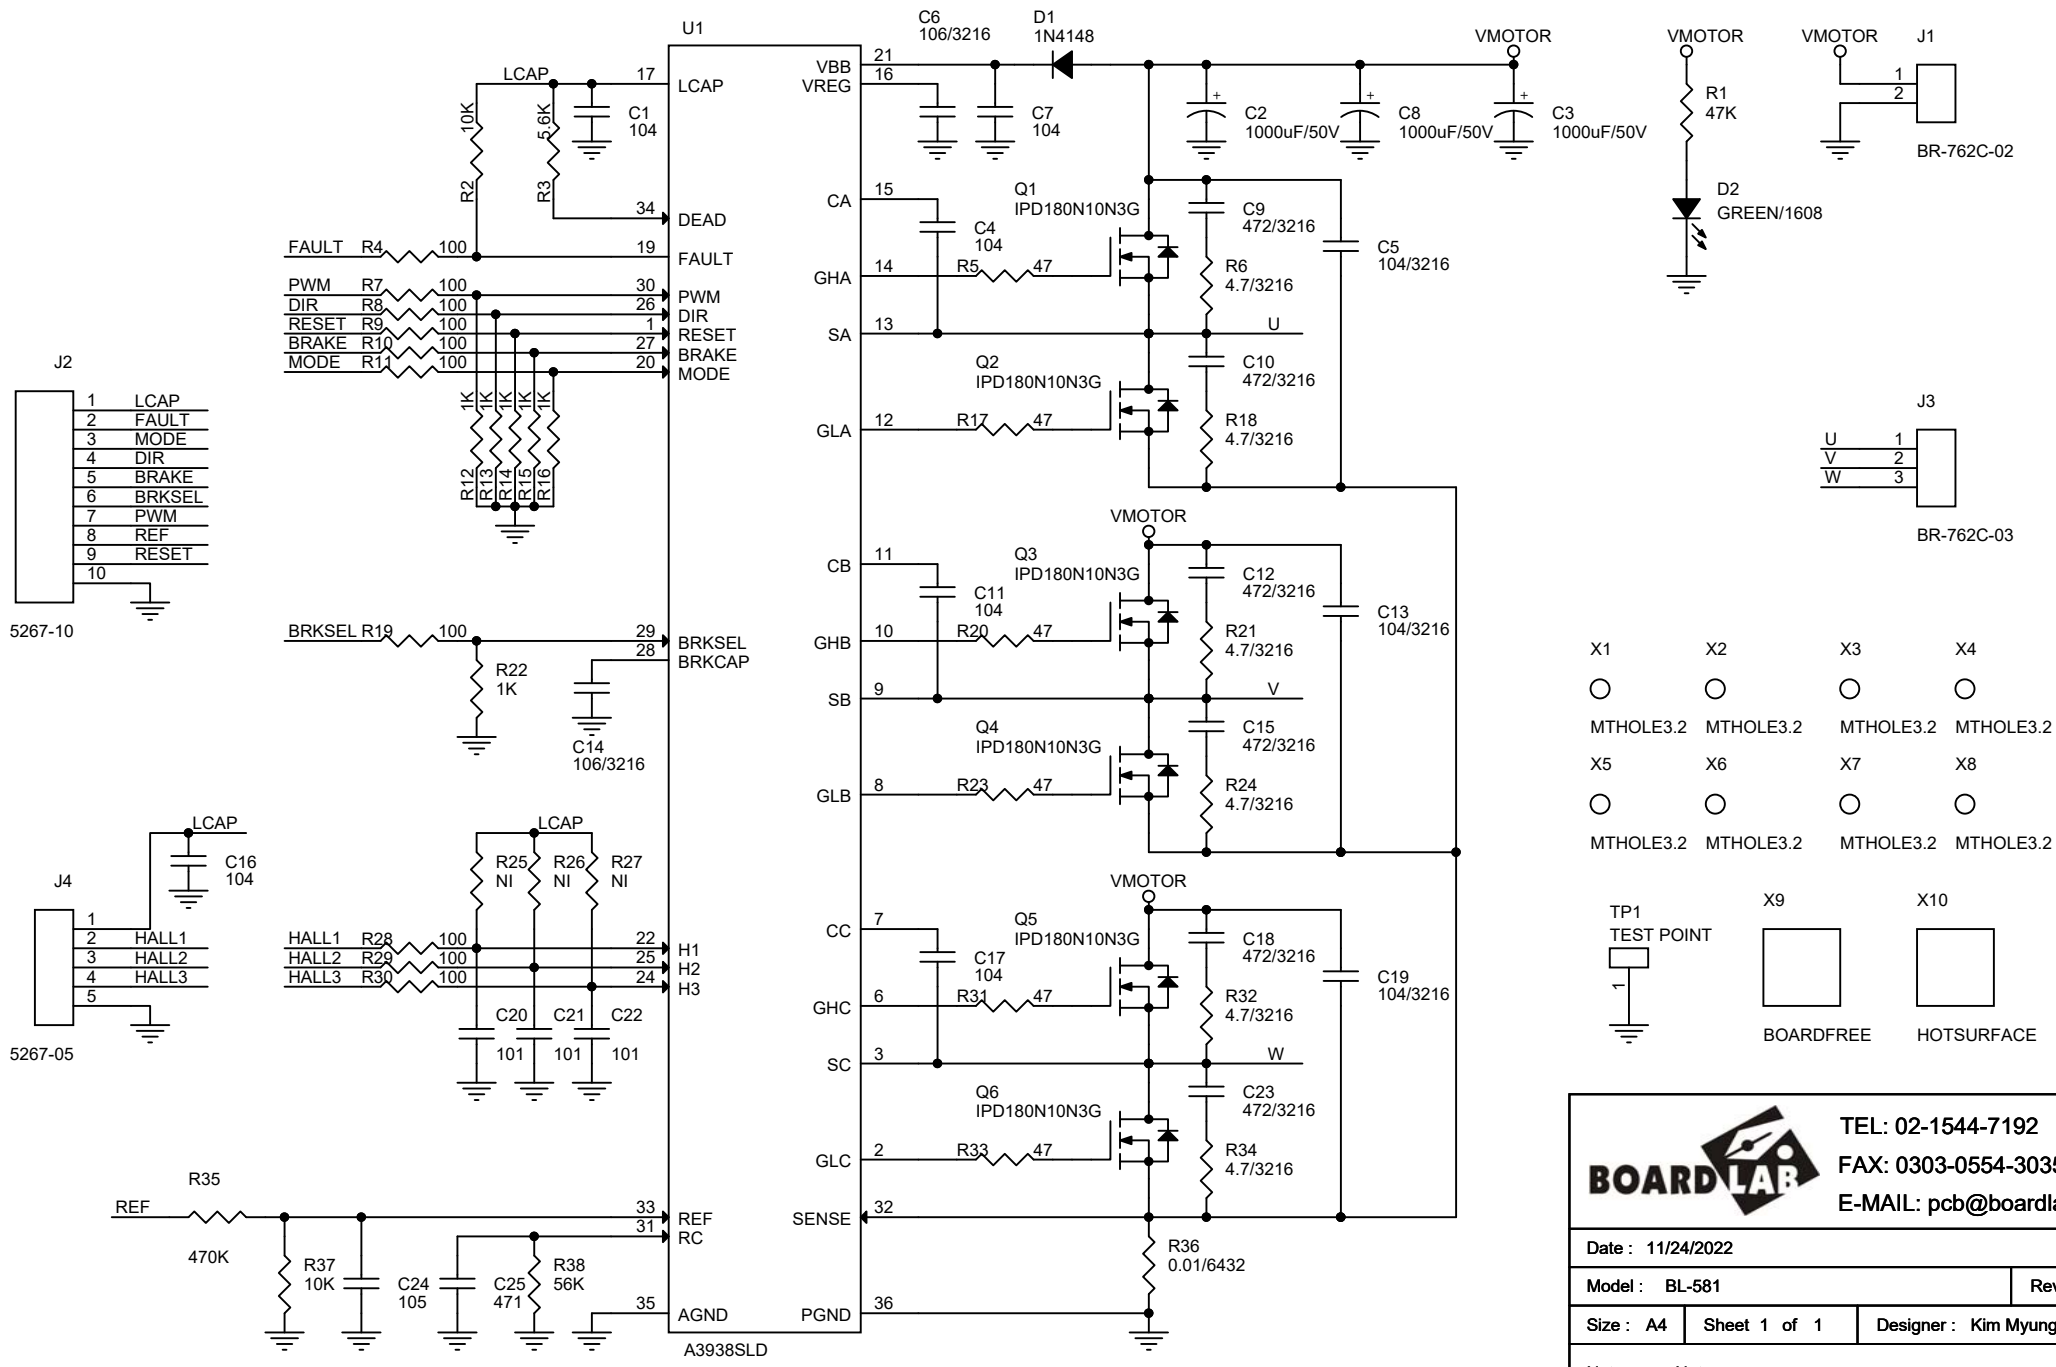 U1
C6
106/3216
D1
1N4148
VMOTOR
VMOTOR
VMOTOR
J1
LCAP
17
LCAP
VBB
21
VREG
16
10K
R2
5.6K
R3
C1
104
C7
104
C2
1000uF/50V
C8
1000uF/50V
C3
1000uF/50V
R1
47K
1
2
BR-762C-02
34
DEAD
D2
GREEN/1608
FAULT R4 100
19
FAULT
PWM R7 100
30
PWM
DIR R8 100
26
DIR
RESET R9 100
1
RESET
BRAKE R10 100
27
BRAKE
MODE R11 100
20
MODE
1K 1K 1K 1K 1K
R12 R13 R14 R15 R16
CA
15
C4
104
Q1
IPD180N10N3G
C9
472/3216
C5
104/3216
GHA
14
R5 47
R6
4.7/3216
SA
13
U
Q2
IPD180N10N3G
C10
472/3216
GLA
12
R17 47
R18
4.7/3216
J2
1 LCAP
2 FAULT
3 MODE
4 DIR
5 BRAKE
6 BRKSEL
7 PWM
8 REF
9 RESET
10
5267-10
J3
U 1
V 2
W 3
BR-762C-03
VMOTOR
CB
11
C11
104
Q3
IPD180N10N3G
C12
472/3216
C13
104/3216
GHB
10
R20 47
R21
4.7/3216
SB
9
V
Q4
IPD180N10N3G
C15
472/3216
GLB
8
R23 47
R24
4.7/3216
BRKSEL R19 100
29
BRKSEL
28
BRKCAP
R22
1K
C14
106/3216
X1 X2 X3 X4
MTHOLE3.2 MTHOLE3.2 MTHOLE3.2 MTHOLE3.2
X5 X6 X7 X8
MTHOLE3.2 MTHOLE3.2 MTHOLE3.2 MTHOLE3.2
LCAP
C16
104
J4
1
2 HALL1
3 HALL2
4 HALL3
5
5267-05
LCAP
R25
NI
R26
NI
R27
NI
HALL1 R28 100
22
H1
HALL2 R29 100
25
H2
HALL3 R30 100
24
H3
C20
101
C21
101
C22
101
VMOTOR
CC
7
C17
104
Q5
IPD180N10N3G
C18
472/3216
C19
104/3216
GHC
6
R31 47
R32
4.7/3216
SC
3
W
Q6
IPD180N10N3G
C23
472/3216
GLC
2
R33 47
R34
4.7/3216
TP1
TEST POINT
1
X9
BOARDFREE
X10
HOTSURFACE
REF
R35
470K
33
REF
31
RC
R37
10K
C24
105
C25
471
R38
56K
35
AGND
SENSE
32
R36
0.01/6432
PGND
36
A3938SLD
BOARD LAB
TEL: 02-1544-7192
FAX: 0303-0554-3035
E-MAIL: pcb@boardla
Date : 11/24/2022
Model : BL-581
Rev
Size : A4
Sheet 1 of 1
Designer : Kim Myung